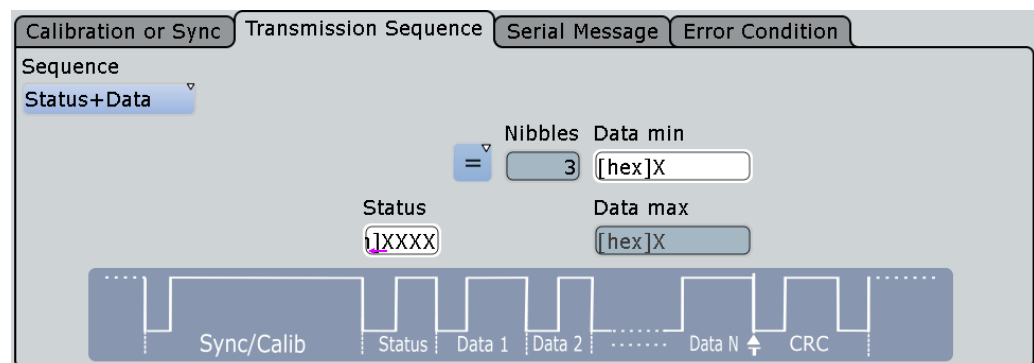 Calibration or Sync Transmission Sequence Serial Message Error Condition
Sequence
Status+Data
Nibbles Data min
= 3 [hex]X
Status Data max
]XXXX [hex]X
Sync/Calib Status Data 1 Data 2 ....... Data N CRC